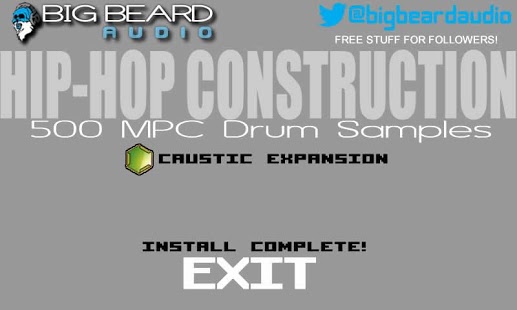 BIG BEARD
AUDIO
@bigbeardaudio
FREE STUFF FOR FOLLOWERS!
HIP-HOP CONSTRUCTION
500 MPC Drum Samples
CAUSTIC EXPANSION
INSTALL COMPLETE!
EXIT